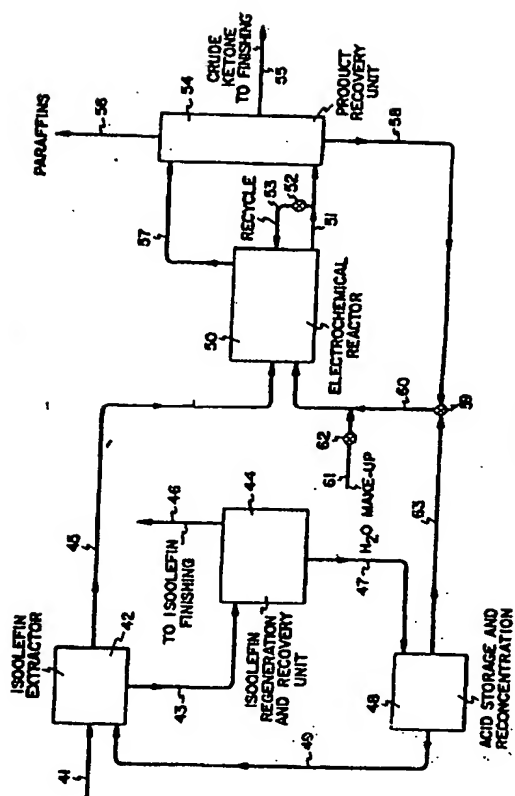 PARAFFINS
56
54
CRUDE
KETONE
TO FINISHING
55
PRODUCT
RECOVERY
UNIT
58
57
RECYCLE
53
52
51
50
ELECTROCHEMICAL
REACTOR
60
59
62
61
H2O MAKE-UP
63
45
46
TO ISOOLEFIN
FINISHING
44
47
ISOOLEFIN
REGENERATION
AND RECOVERY
UNIT
ISOOLEFIN
EXTRACTOR
42
43
41
49
48
ACID STORAGE AND
RECONCENTRATION